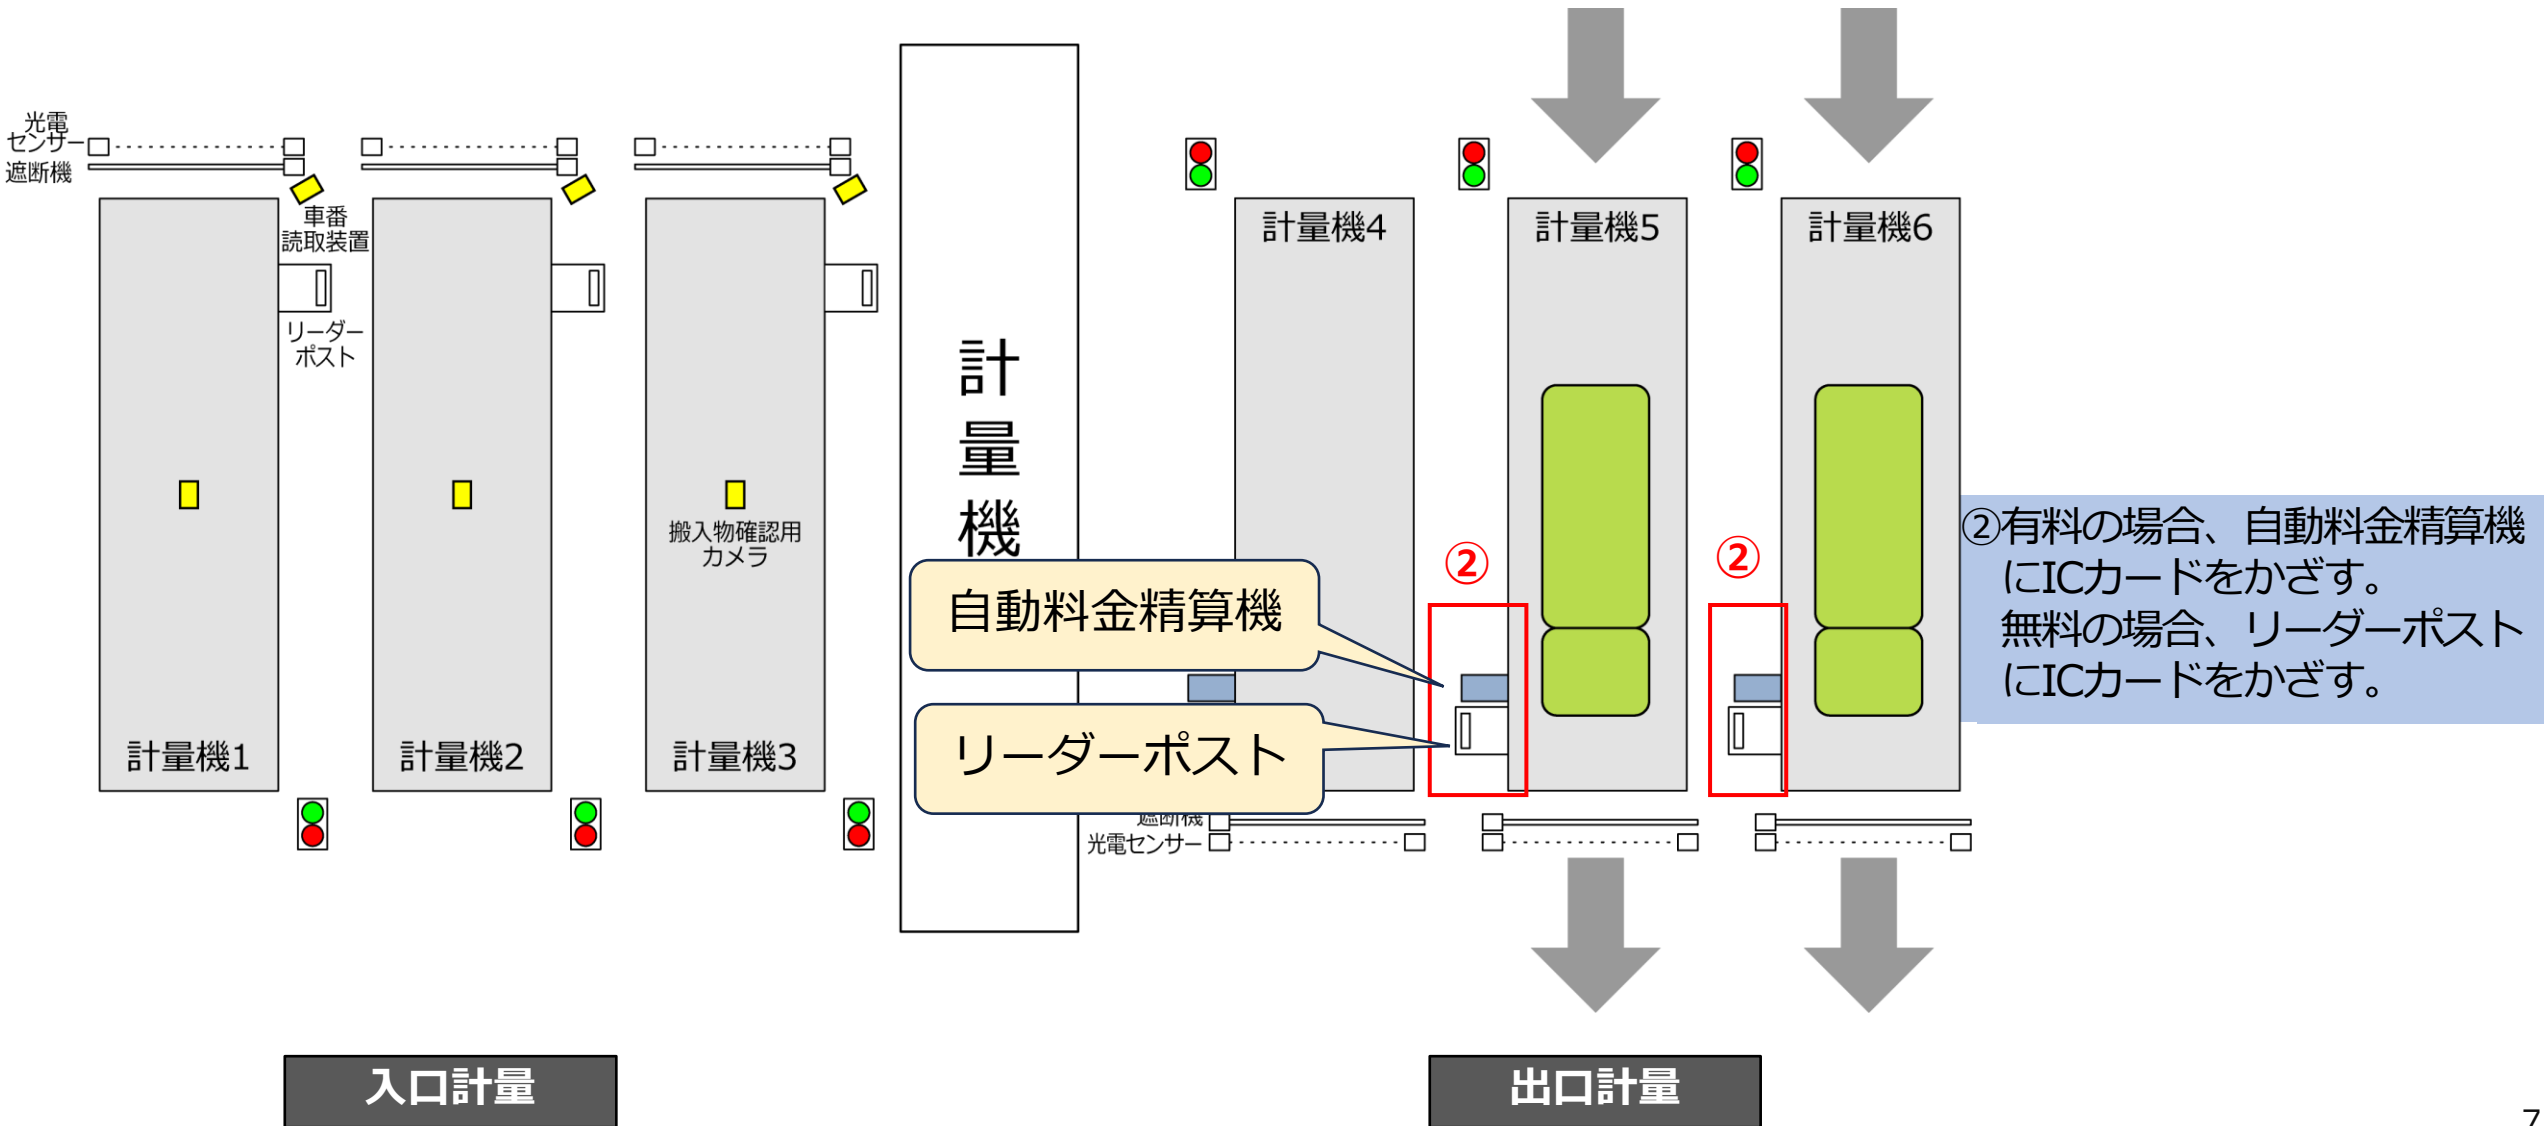 光電
センサー
遮断機
車番
読取装置
リーダー
ポスト
搬入物確認用
カメラ
計量機1
計量機2
計量機3
計
量
機
計量機4
計量機5
計量機6
自動料金精算機
リーダーポスト
②
②
②有料の場合、自動料金精算機
にICカードをかざす。
無料の場合、リーダーポスト
にICカードをかざす。
遮断機
光電センサー
入口計量
出口計量
7